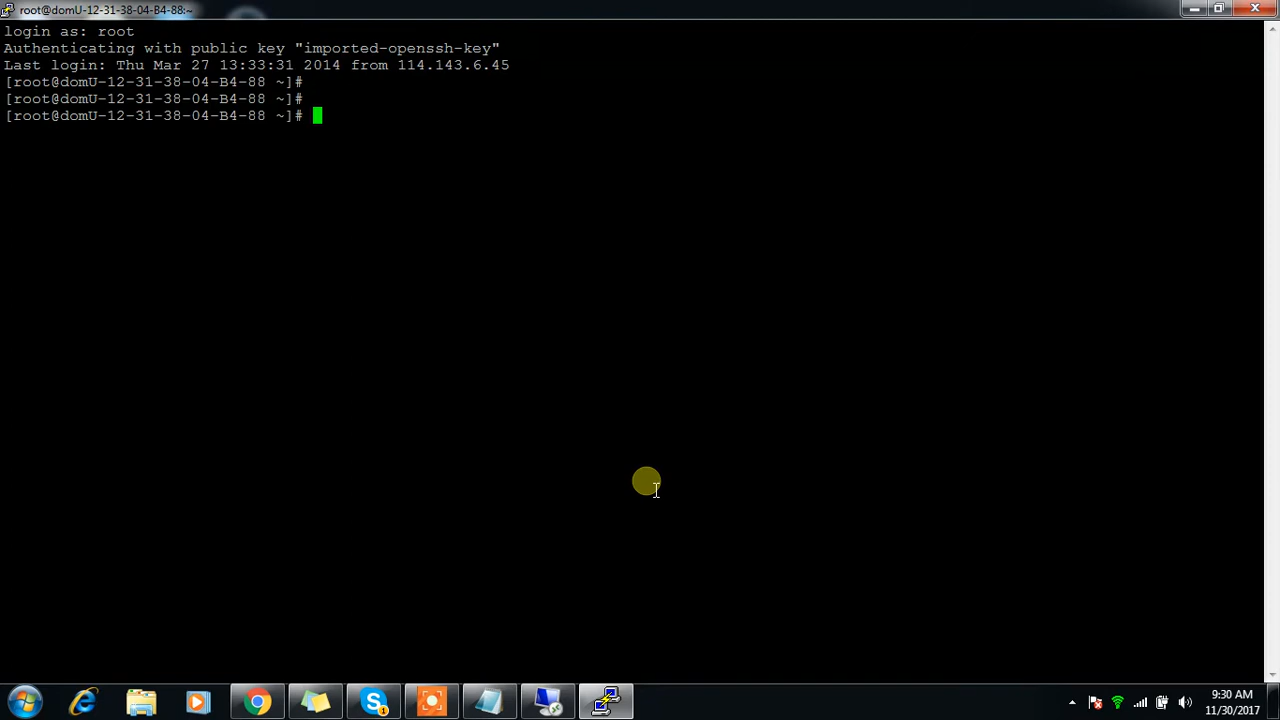 root@domU-12-31-38-04-B4-88:~
login as: root
Authenticating with public key "imported-openssh-key"
Last login: Thu Mar 27 13:33:31 2014 from 114.143.6.45
[root@domU-12-31-38-04-B4-88 ~]#
[root@domU-12-31-38-04-B4-88 ~]#
[root@domU-12-31-38-04-B4-88 ~]#
9:30 AM
11/30/2017